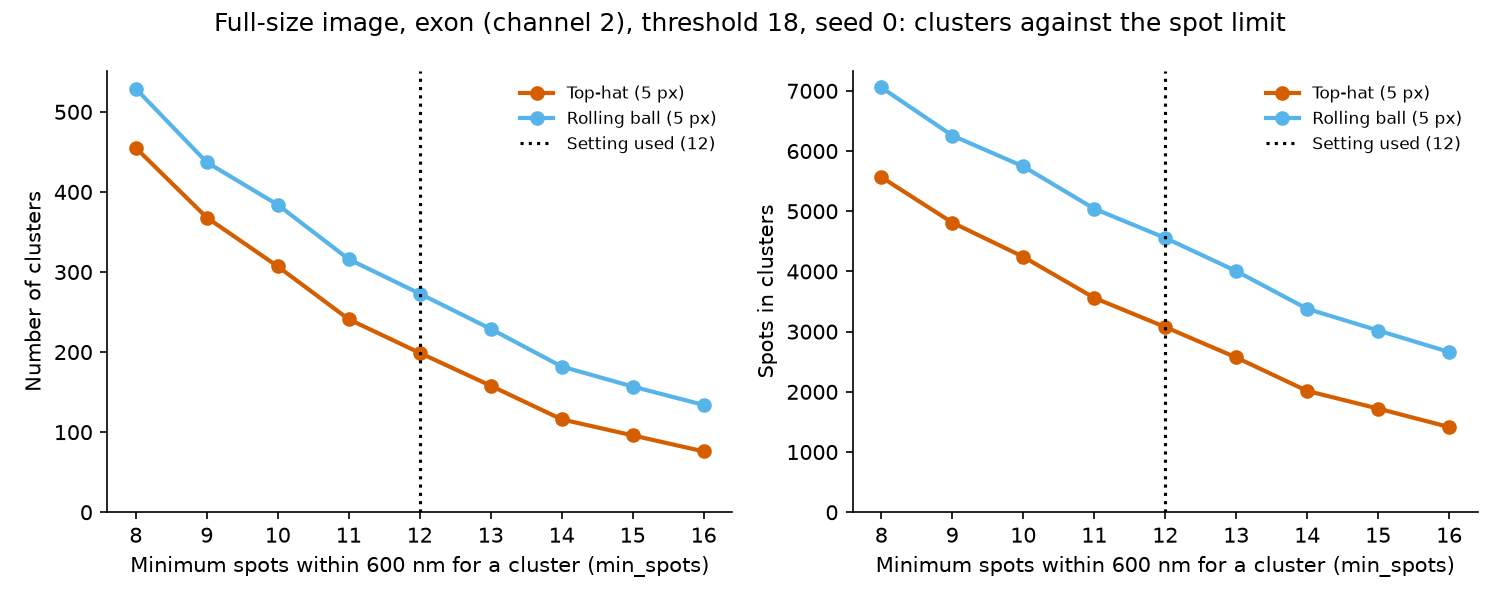 Full-size image, exon (channel 2), threshold 18, seed 0: clusters against the spot limit
Number of clusters
500
400
300
200
100
0
Top-hat (5 px)
Rolling ball (5 px)
Setting used (12)
8 9 10 11 12 13 14 15 16
Minimum spots within 600 nm for a cluster (min_spots)
Spots in clusters
7000
6000
5000
4000
3000
2000
1000
0
Top-hat (5 px)
Rolling ball (5 px)
Setting used (12)
8 9 10 11 12 13 14 15 16
Minimum spots within 600 nm for a cluster (min_spots)